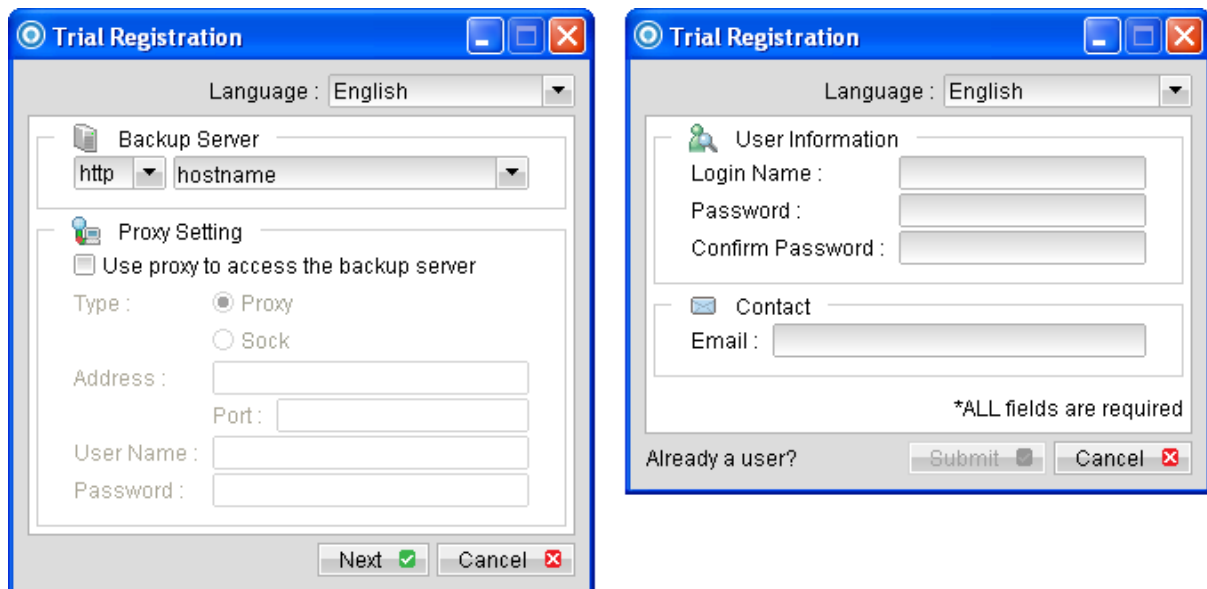 Trial Registration
Language : English
Backup Server
http hostname
Proxy Setting
Use proxy to access the backup server
Type : Proxy
Sock
Address :
Port :
User Name :
Password :
Next Cancel
Trial Registration
Language : English
User Information
Login Name :
Password :
Confirm Password :
Contact
Email :
*ALL fields are required
Already a user? Submit Cancel